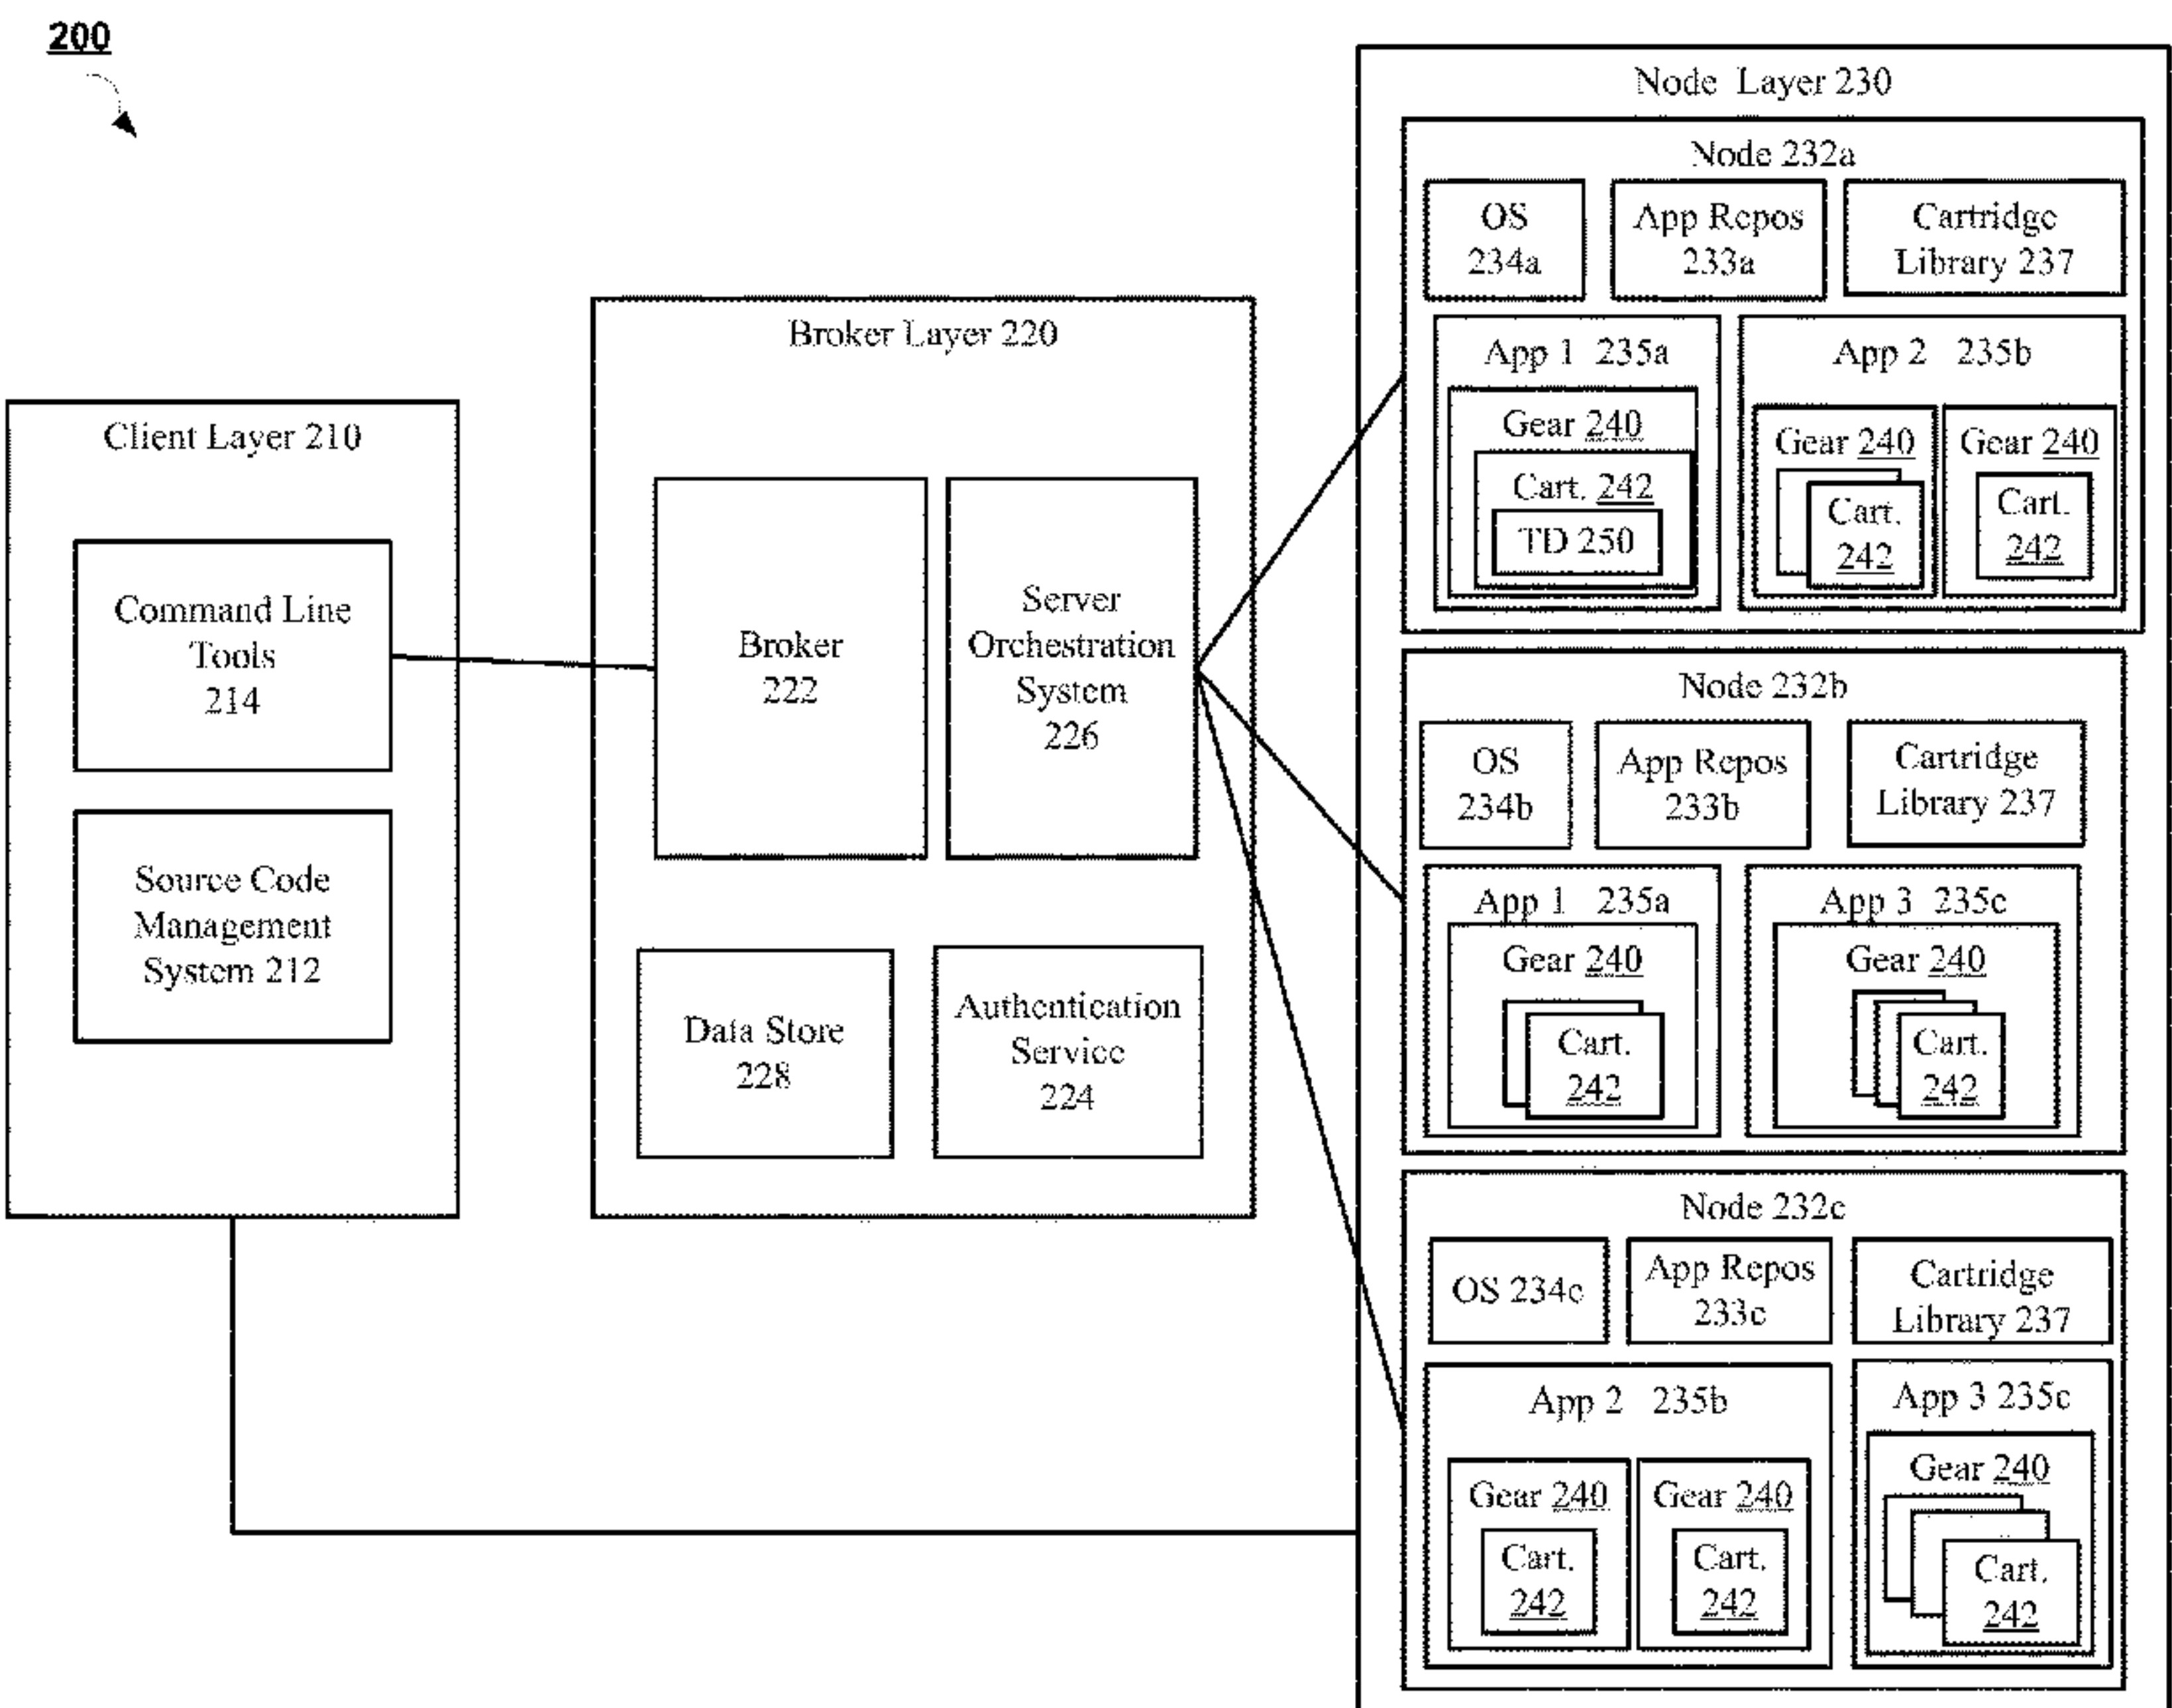 200
Client Layer 210
Command Line
Tools
214
Source Code
Management
System 212
Broker Layer 220
Broker
222
Server
Orchestration
System
226
Data Store
228
Authentication
Service
224
Node Layer 230
Node 232a
OS
234a
App Repos
233a
Cartridge
Library 237
App 1 235a
Gear 240
Cart. 242
TD 250
App 2 235b
Gear 240
Cart.
242
Gear 240
Cart.
242
Node 232b
OS
234b
App Repos
233b
Cartridge
Library 237
App 1 235a
Gear 240
Cart.
242
App 3 235c
Gear 240
Cart.
242
Node 232c
OS 234c
App Repos
233c
Cartridge
Library 237
App 2 235b
Gear 240
Cart.
242
Gear 240
Cart.
242
App 3 235c
Gear 240
Cart.
242